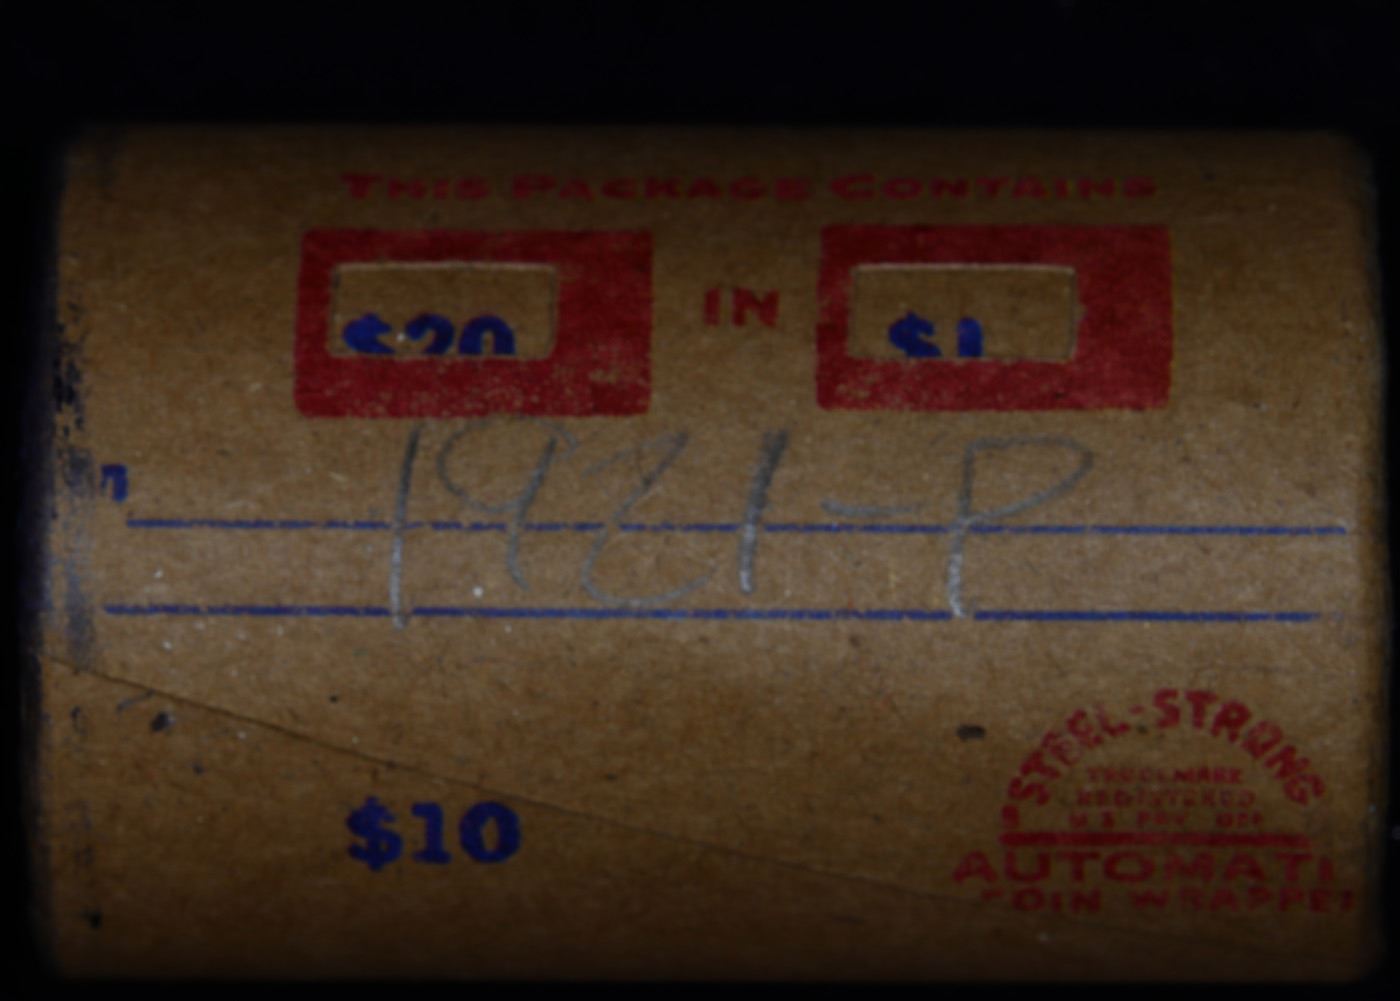 THIS PACKAGE CONTAINS
$20 IN $1
1921-P
$10
STEEL-STRONG
TRADEMARK
REGISTERED
U.S. PAT. OFF.
AUTOMATI
COIN WRAPPE